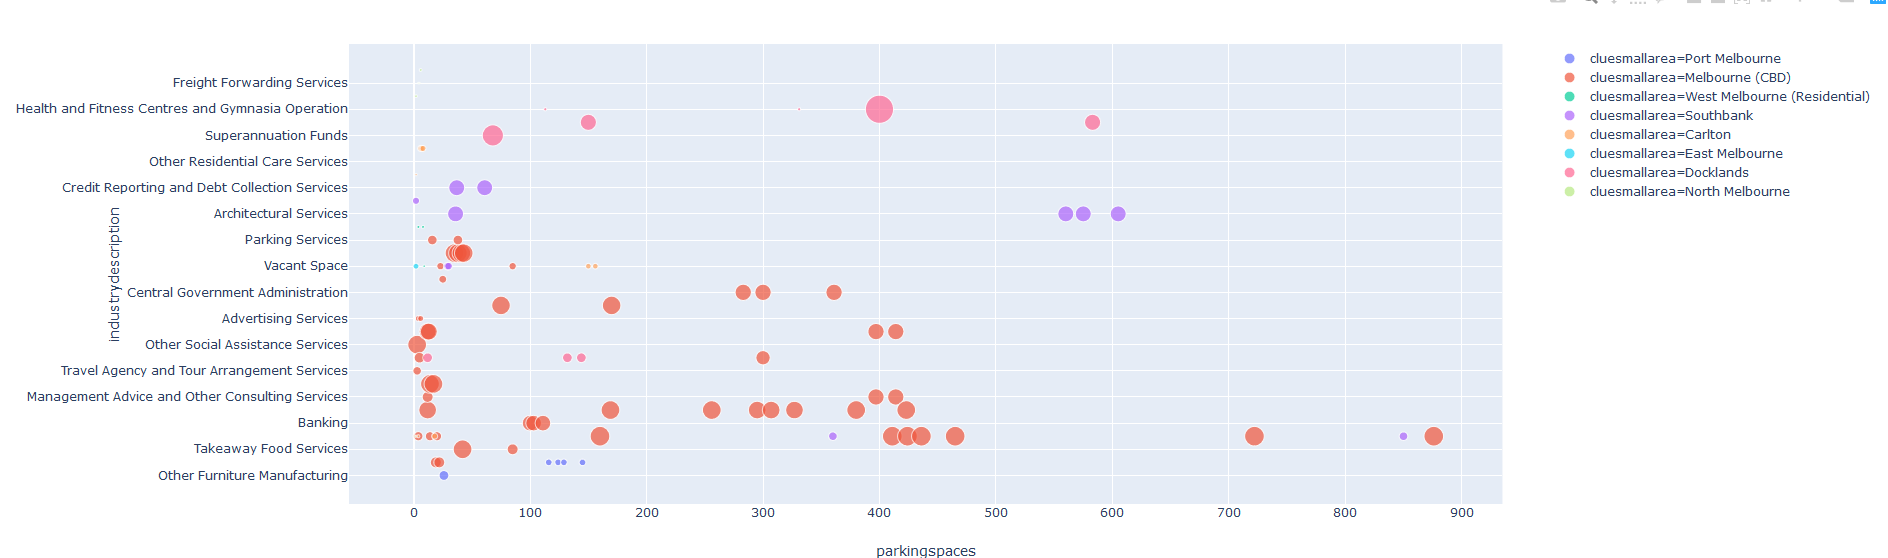 Freight Forwarding Services
Health and Fitness Centres and Gymnasia Operation
Superannuation Funds
Other Residential Care Services
Credit Reporting and Debt Collection Services
Architectural Services
Parking Services
Vacant Space
Central Government Administration
Advertising Services
Other Social Assistance Services
Travel Agency and Tour Arrangement Services
Management Advice and Other Consulting Services
Banking
Takeaway Food Services
Other Furniture Manufacturing
industrydescription
0 100 200 300 400 500 600 700 800 900
parkingspaces
cluesmallarea=Port Melbourne
cluesmallarea=Melbourne (CBD)
cluesmallarea=West Melbourne (Residential)
cluesmallarea=Southbank
cluesmallarea=Carlton
cluesmallarea=East Melbourne
cluesmallarea=Docklands
cluesmallarea=North Melbourne